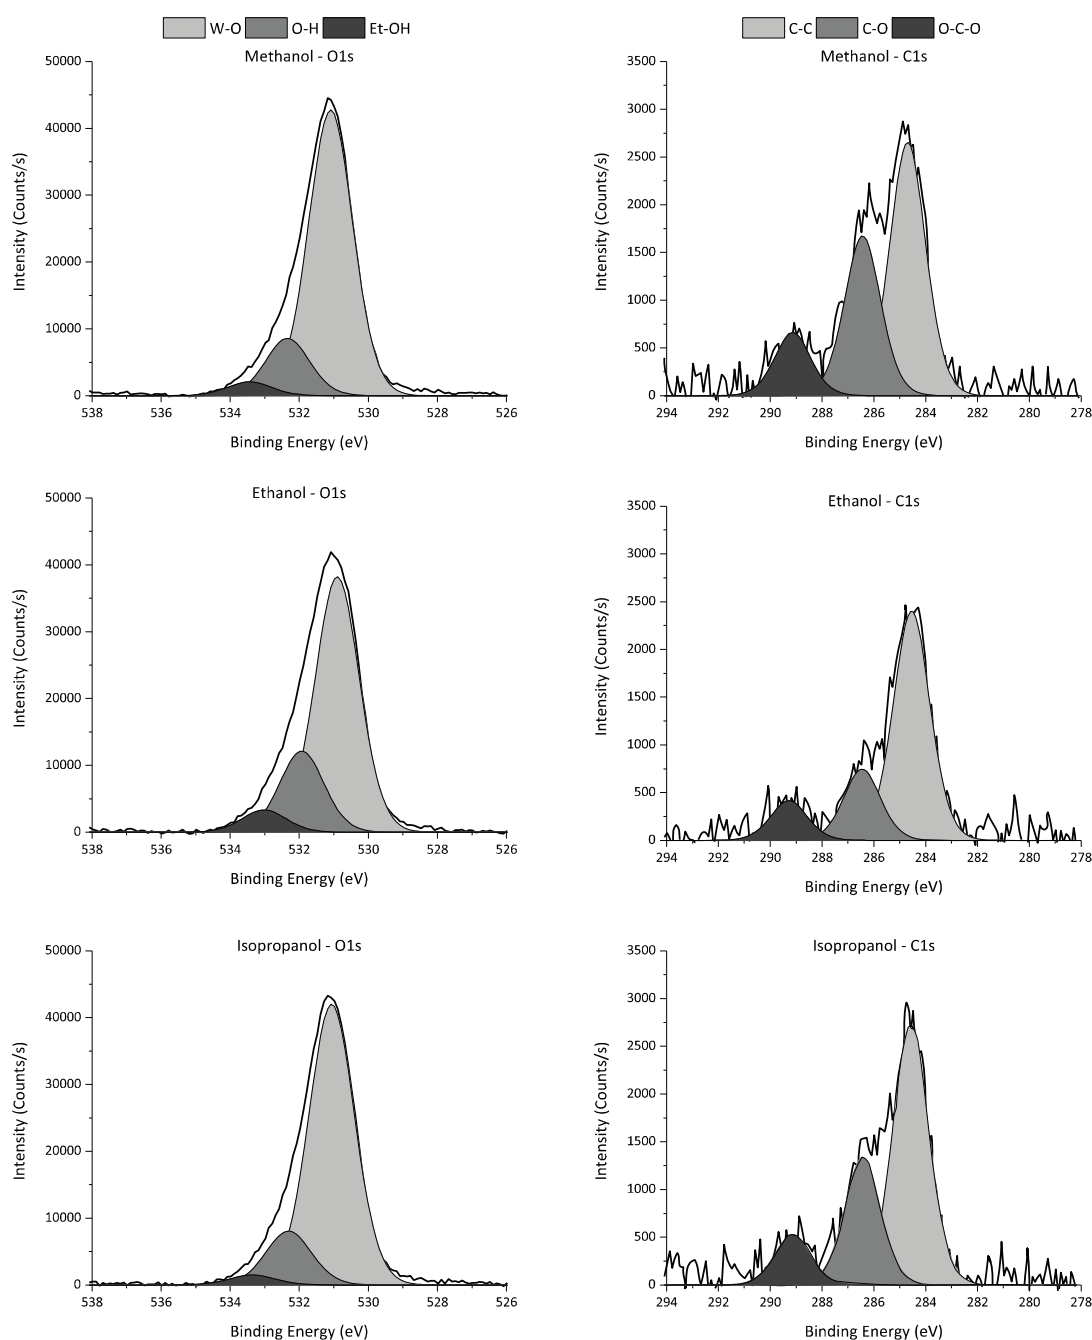 W-O O-H Et-OH
Methanol - O1s
50000
40000
30000
20000
10000
0
538 536 534 532 530 528 526
Intensity (Counts/s)
Binding Energy (eV)
C-C C-O O-C-O
Methanol - C1s
3500
3000
2500
2000
1500
1000
500
0
294 292 290 288 286 284 282 280 278
Intensity (Counts/s)
Binding Energy (eV)
Ethanol - O1s
50000
40000
30000
20000
10000
0
538 536 534 532 530 528 526
Intensity (Counts/s)
Binding Energy (eV)
Ethanol - C1s
3500
3000
2500
2000
1500
1000
500
0
294 292 290 288 286 284 282 280 278
Intensity (Counts/s)
Binding Energy (eV)
Isopropanol - O1s
50000
40000
30000
20000
10000
0
538 536 534 532 530 528 526
Intensity (Counts/s)
Binding Energy (eV)
Isopropanol - C1s
3500
3000
2500
2000
1500
1000
500
0
294 292 290 288 286 284 282 280 278
Intensity (Counts/s)
Binding Energy (eV)